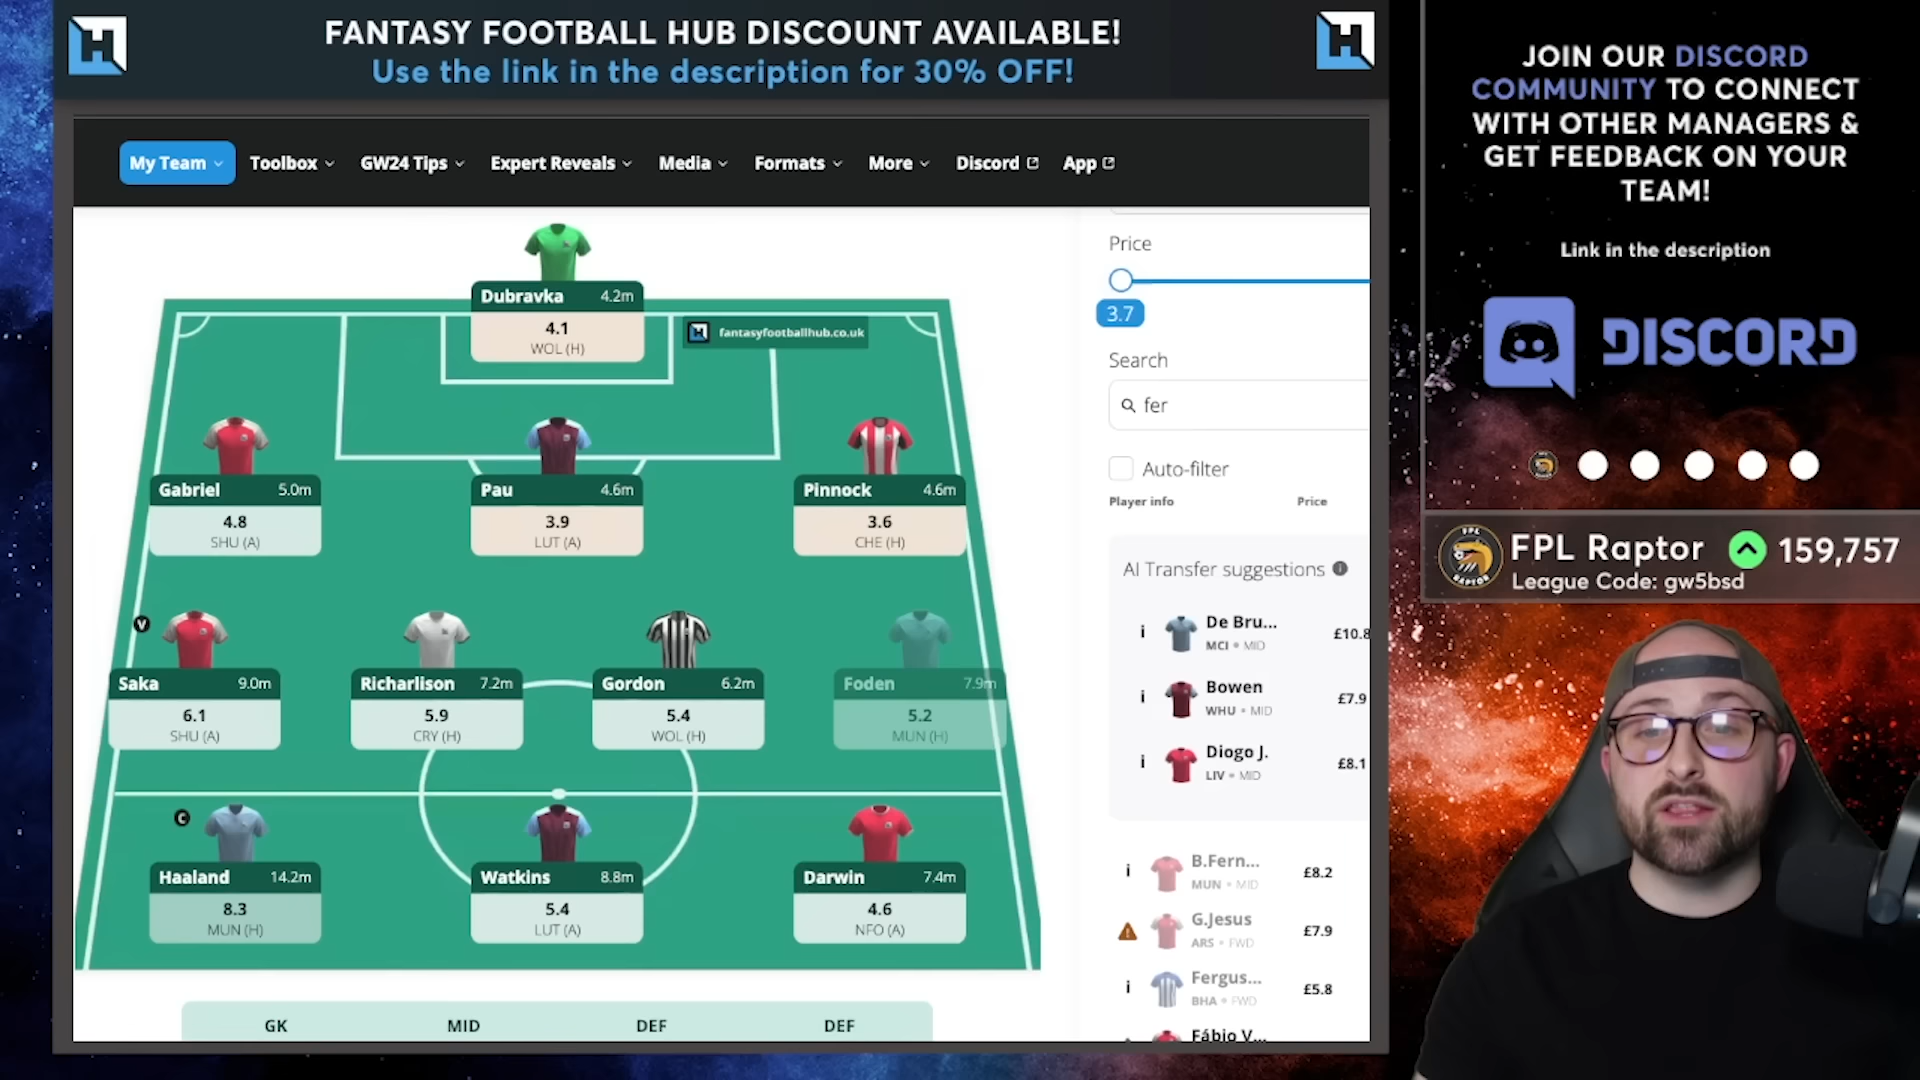 FANTASY FOOTBALL HUB DISCOUNT AVAILABLE!
Use the link in the description for 30% OFF!
My Team
Toolbox
GW24 Tips
Expert Reveals
Media
Formats
More
Discord
App
Dubravka 4.2m
4.1
WOL (H)
fantasyfootballhub.co.uk
Gabriel 5.0m
4.8
SHU (A)
Pau 4.6m
3.9
LUT (A)
Pinnock 4.6m
3.6
CHE (H)
V
Saka 9.0m
6.1
SHU (A)
Richarlison 7.2m
5.9
CRY (H)
Gordon 6.2m
5.4
WOL (H)
Foden 7.9m
5.2
MUN (H)
C
Haaland 14.2m
8.3
MUN (H)
Watkins 8.8m
5.4
LUT (A)
Darwin 7.4m
4.6
NFO (A)
GK MID DEF DEF
Price
3.7
Search
fer
Auto-filter
Player info Price
AI Transfer suggestions
De Bru... £10.8
MCI • MID
Bowen £7.9
WHU • MID
Diogo J. £8.1
LIV • MID
B.Fern... £8.2
MUN • MID
G.Jesus £7.9
ARS • FWD
Fergus... £5.8
BHA • FWD
Fábio V...
JOIN OUR DISCORD
COMMUNITY TO CONNECT
WITH OTHER MANAGERS &
GET FEEDBACK ON YOUR
TEAM!
Link in the description
DISCORD
FPL RAPTOR
FPL Raptor 159,757
League Code: gw5bsd